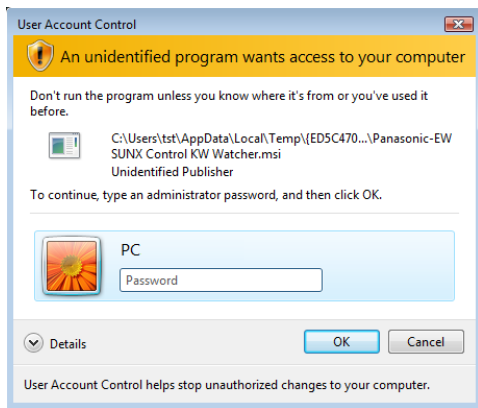 User Account Control
An unidentified program wants access to your computer
Don't run the program unless you know where it's from or you've used it
before.
C:\Users\tst\AppData\Local\Temp\{ED5C470...\Panasonic-EW
SUNX Control KW Watcher.msi
Unidentified Publisher
To continue, type an administrator password, and then click OK.
PC
Password
Details
OK
Cancel
User Account Control helps stop unauthorized changes to your computer.